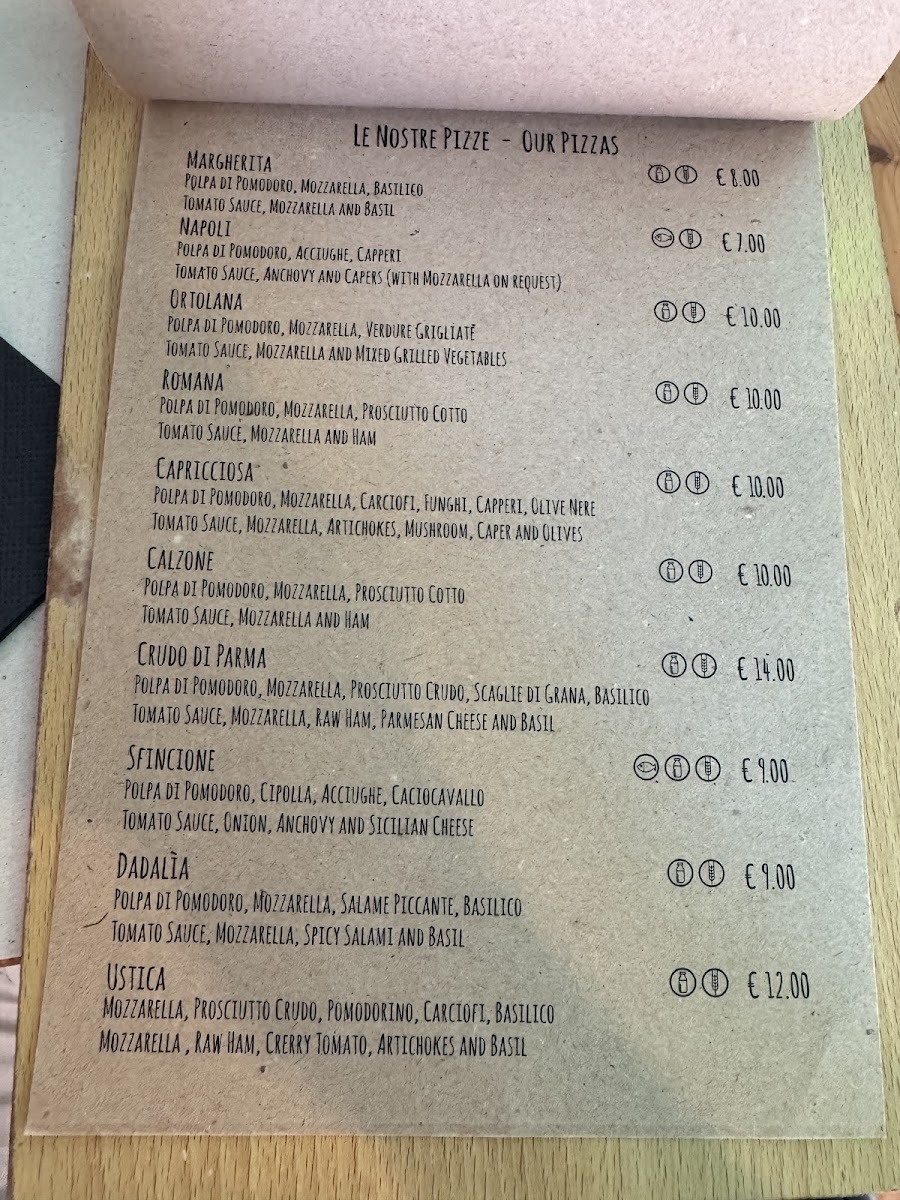 Le Nostre Pizze - Our Pizzas
Margherita € 8.00
Polpa di Pomodoro, Mozzarella, Basilico
Tomato Sauce, Mozzarella and Basil
Napoli € 7.00
Polpa di Pomodoro, Acciughe, Capperi
Tomato Sauce, Anchovy and Capers (with Mozzarella on request)
Ortolana € 10.00
Polpa di Pomodoro, Mozzarella, Verdure Grigliate
Tomato Sauce, Mozzarella and Mixed Grilled Vegetables
Romana € 10.00
Polpa di Pomodoro, Mozzarella, Prosciutto Cotto
Tomato Sauce, Mozzarella and Ham
Capricciosa € 10.00
Polpa di Pomodoro, Mozzarella, Carciofi, Funghi, Capperi, Olive Nere
Tomato Sauce, Mozzarella, Artichokes, Mushroom, Caper and Olives
Calzone € 10.00
Polpa di Pomodoro, Mozzarella, Prosciutto Cotto
Tomato Sauce, Mozzarella and Ham
Crudo di Parma € 14.00
Polpa di Pomodoro, Mozzarella, Prosciutto Crudo, Scaglie di Grana, Basilico
Tomato Sauce, Mozzarella, Raw Ham, Parmesan Cheese and Basil
Sfincione € 9.00
Polpa di Pomodoro, Cipolla, Acciughe, Caciocavallo
Tomato Sauce, Onion, Anchovy and Sicilian Cheese
Dadalìa € 9.00
Polpa di Pomodoro, Mozzarella, Salame Piccante, Basilico
Tomato Sauce, Mozzarella, Spicy Salami and Basil
Ustica € 12.00
Mozzarella, Prosciutto Crudo, Pomodorino, Carciofi, Basilico
Mozzarella , Raw Ham, Crerry Tomato, Artichokes and Basil